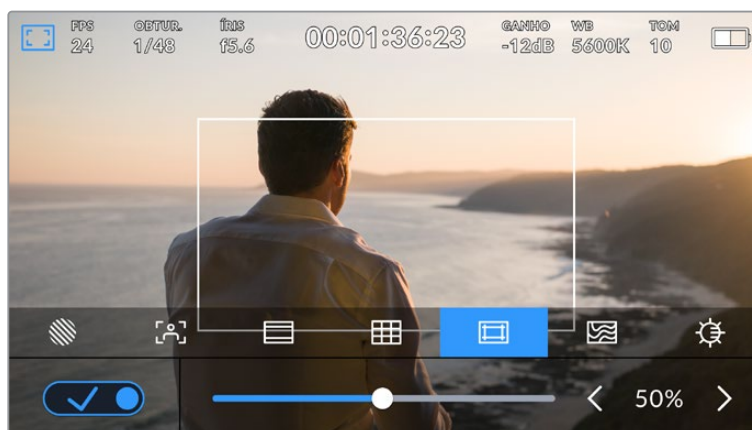 FPS OBTUR. ÍRIS 00:01:36:23 GANHO WB TOM
24 1/48 f5.6 -12dB 5600K 10
50%